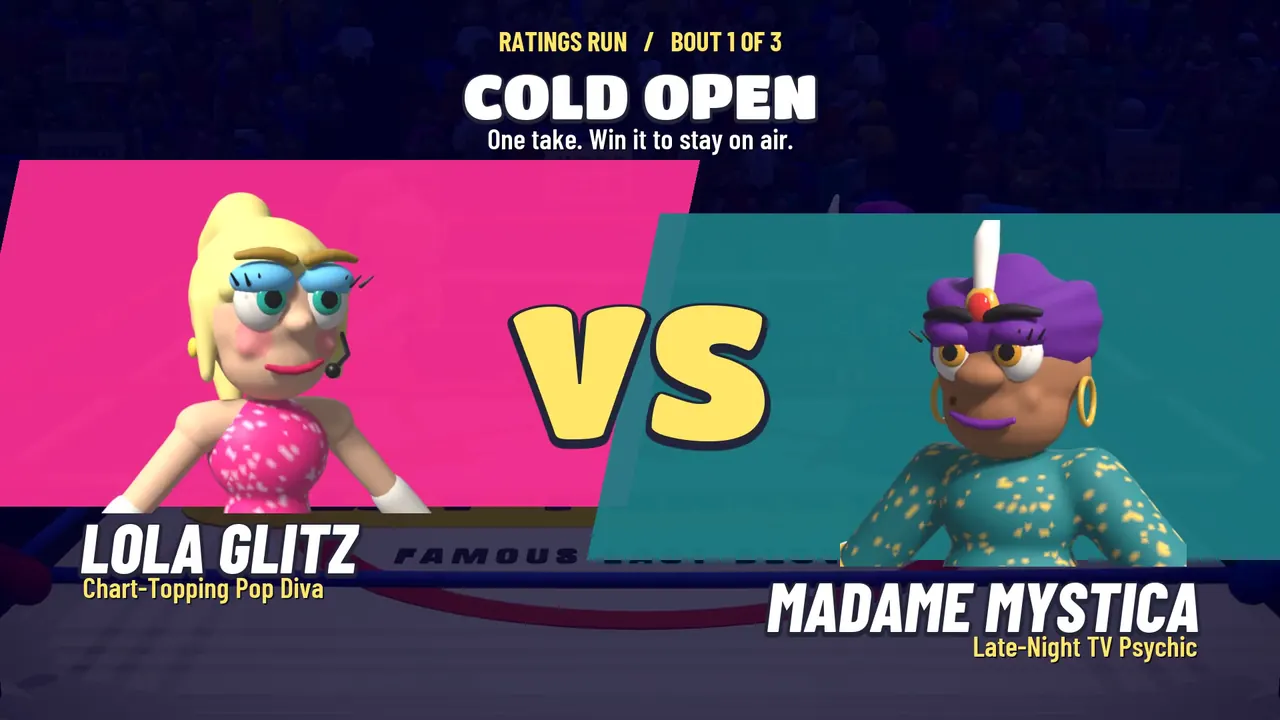 RATINGS RUN / BOUT 1 OF 3
COLD OPEN
One take. Win it to stay on air.
VS
LOLA GLITZ
Chart-Topping Pop Diva
FAMOUS
MADAME MYSTICA
Late-Night TV Psychic